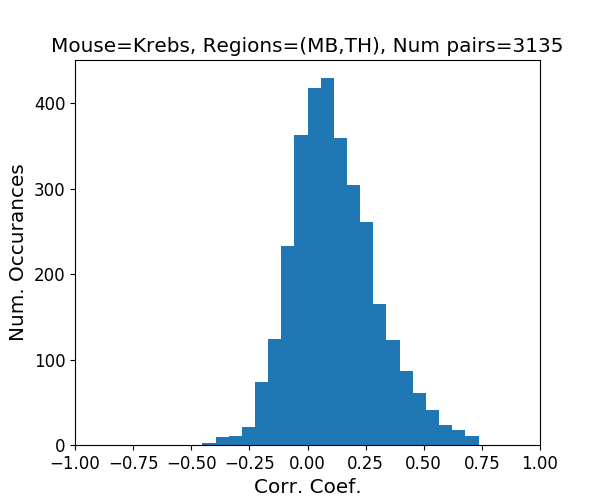 Mouse=Krebs, Regions=(MB,TH), Num pairs=3135
400
300
200
100
0
Num. Occurances
−1.00 −0.75 −0.50 −0.25 0.00 0.25 0.50 0.75 1.00
Corr. Coef.